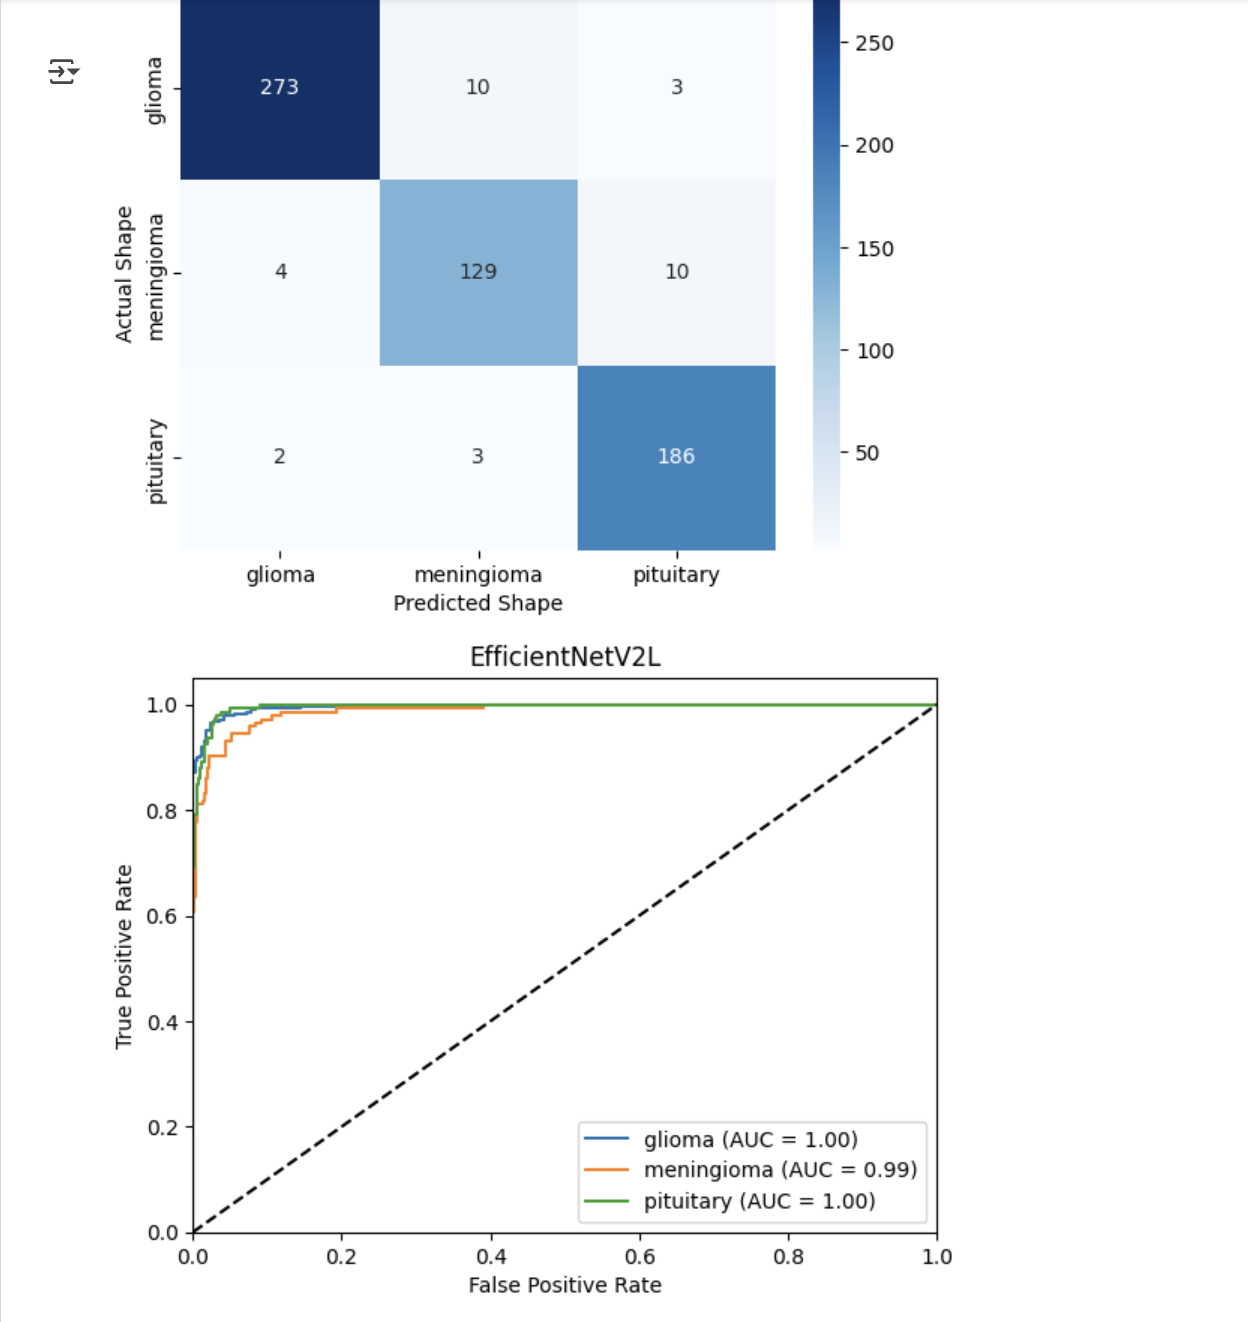 250
glioma
273 10 3
200
150
Actual Shape
meningioma
4 129 10
100
50
pituitary
2 3 186
glioma meningioma pituitary
Predicted Shape
EfficientNetV2L
1.0
0.8
0.6
0.4
0.2
0.0
True Positive Rate
glioma (AUC = 1.00)
meningioma (AUC = 0.99)
pituitary (AUC = 1.00)
0.0 0.2 0.4 0.6 0.8 1.0
False Positive Rate